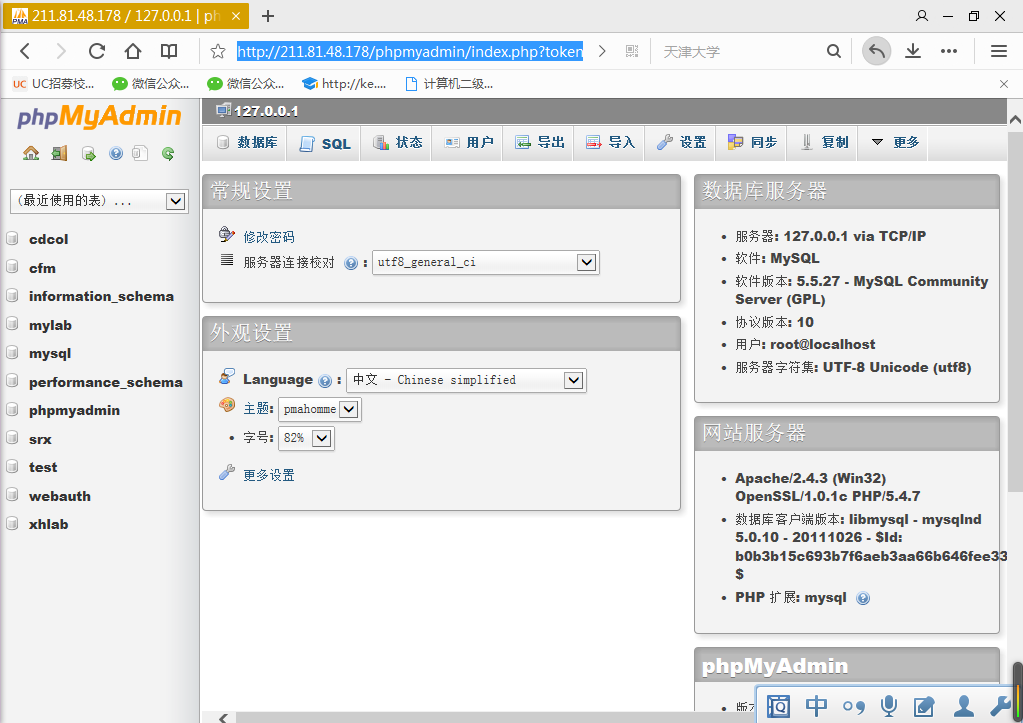 211.81.48.178 / 127.0.0.1 | ph
http://211.81.48.178/phpmyadmin/index.php?token
天津大学
UC招募校...
微信公众...
微信公众...
http://ke....
计算机二级...
phpMyAdmin
(最近使用的表) ...
cdcol
cfm
information_schema
mylab
mysql
performance_schema
phpmyadmin
srx
test
webauth
xhlab
127.0.0.1
数据库
SQL
状态
用户
导出
导入
设置
同步
复制
更多
常规设置
修改密码
服务器连接校对 : utf8_general_ci
外观设置
Language : 中文 - Chinese simplified
主题: pmahomme
• 字号: 82%
更多设置
数据库服务器
• 服务器: 127.0.0.1 via TCP/IP
• 软件: MySQL
• 软件版本: 5.5.27 - MySQL Community
Server (GPL)
• 协议版本: 10
• 用户: root@localhost
• 服务器字符集: UTF-8 Unicode (utf8)
网站服务器
• Apache/2.4.3 (Win32)
OpenSSL/1.0.1c PHP/5.4.7
• 数据库客户端版本: libmysql - mysqlnd
5.0.10 - 20111026 - $Id:
b0b3b15c693b7f6aeb3aa66b646fee33
$
• PHP 扩展: mysql
phpMyAdmin
中